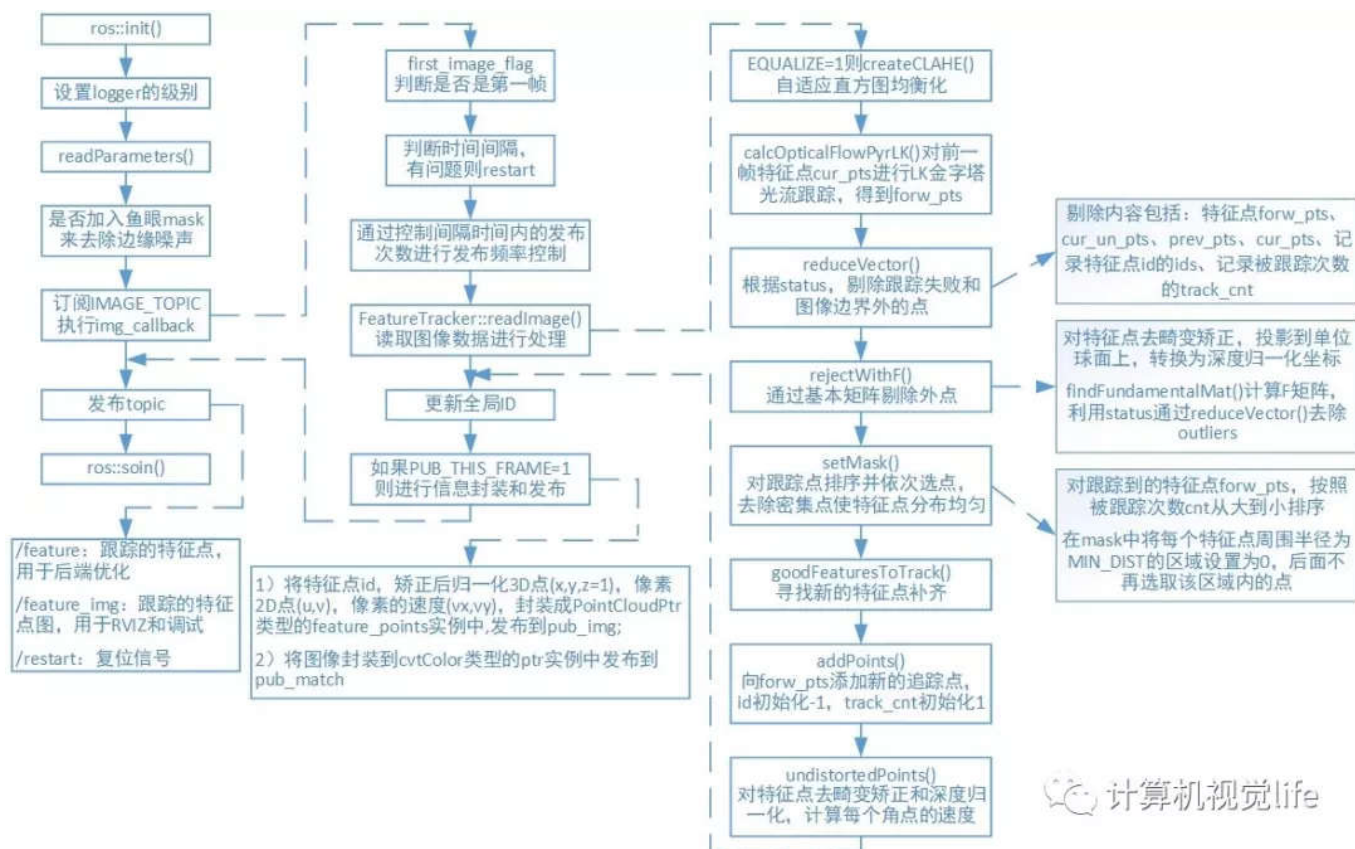 ros::init()
设置logger的级别
readParameters()
是否加入鱼眼mask
来去除边缘噪声
订阅IMAGE_TOPIC
执行img_callback
发布topic
ros::soin()
/feature：跟踪的特征点，
用于后端优化
/feature_img：跟踪的特征
点图，用于RVIZ和调试
/restart：复位信号
first_image_flag
判断是否是第一帧
判断时间间隔，
有问题则restart
通过控制间隔时间内的发布
次数进行发布频率控制
FeatureTracker::readImage()
读取图像数据进行处理
更新全局ID
如果PUB_THIS_FRAME=1
则进行信息封装和发布
1）将特征点id，矫正后归一化3D点(x,y,z=1)，像素
2D点(u,v)，像素的速度(vx,vy)，封装成PointCloudPtr
类型的feature_points实例中,发布到pub_img;
2）将图像封装到cvtColor类型的ptr实例中发布到
pub_match
EQUALIZE=1则createCLAHE()
自适应直方图均衡化
calcOpticalFlowPyrLK()对前一
帧特征点cur_pts进行LK金字塔
光流跟踪，得到forw_pts
reduceVector()
根据status，剔除跟踪失败和
图像边界外的点
rejectWithF()
通过基本矩阵剔除外点
setMask()
对跟踪点排序并依次选点，
去除密集点使特征点分布均匀
goodFeaturesToTrack()
寻找新的特征点补齐
addPoints()
向forw_pts添加新的追踪点，
id初始化-1，track_cnt初始化1
undistortedPoints()
对特征点去畸变矫正和深度归
一化，计算每个角点的速度
剔除内容包括：特征点forw_pts、
cur_un_pts、prev_pts、cur_pts、记
录特征点id的ids、记录被跟踪次数
的track_cnt
对特征点去畸变矫正，投影到单位
球面上，转换为深度归一化坐标
findFundamentalMat()计算F矩阵，
利用status通过reduceVector()去除
outliers
对跟踪到的特征点forw_pts，按照
被跟踪次数cnt从大到小排序
在mask中将每个特征点周围半径为
MIN_DIST的区域设置为0，后面不
再选取该区域内的点
计算机视觉life